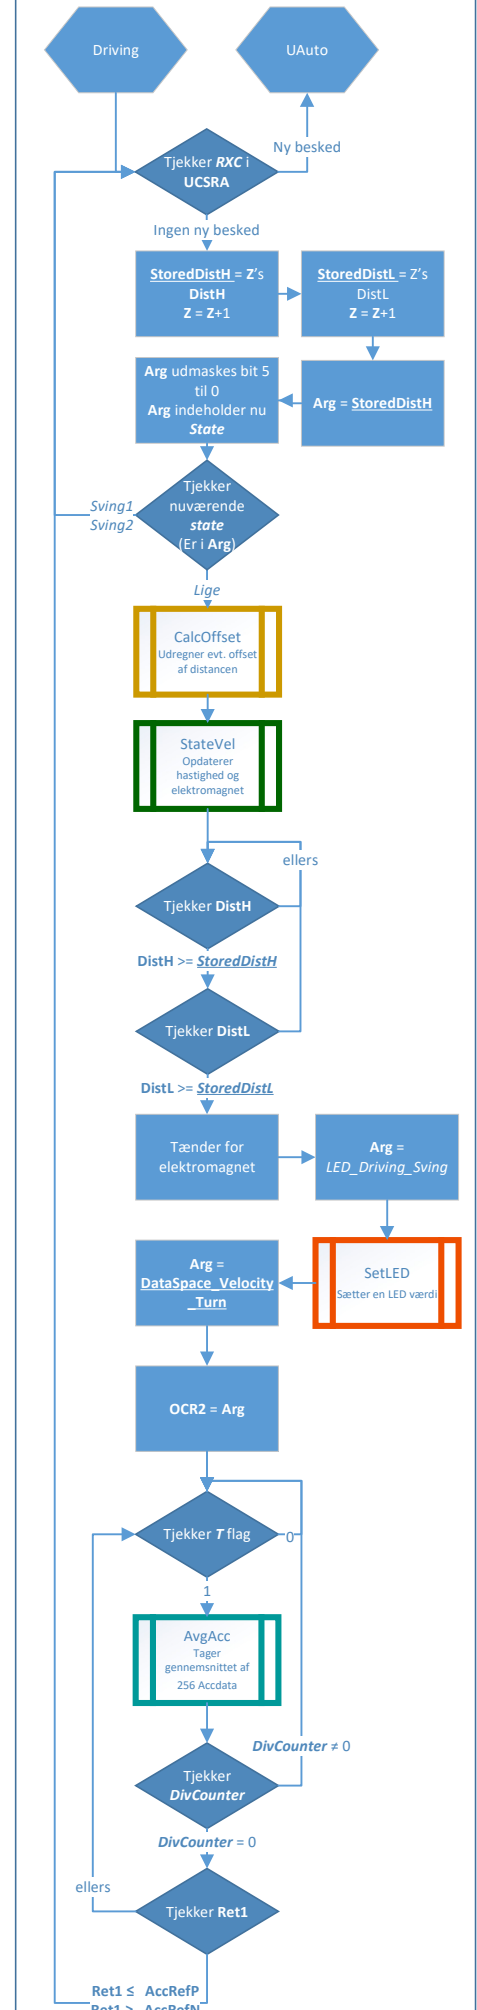 Driving
UAuto
Tjekker RXC i
UCSRA
Ny besked
Ingen ny besked
StoredDistH = Z's
DistH
Z = Z+1
StoredDistL = Z's
DistL
Z = Z+1
Arg udmaskes bit 5
til 0
Arg indeholder nu
State
Arg = StoredDistH
Tjekker
nuværende
state
(Er i Arg)
Sving1
Sving2
Lige
CalcOffset
Udregner evt. offset
af distancen
StateVel
Opdaterer
hastighed og
elektromagnet
ellers
Tjekker DistH
DistH >= StoredDistH
Tjekker DistL
DistL >= StoredDistL
Tænder for
elektromagnet
Arg =
LED_Driving_Sving
SetLED
Sætter en LED værdi
Arg =
DataSpace_Velocity
_Turn
OCR2 = Arg
Tjekker T flag
0
1
AvgAcc
Tager
gennemsnittet af
256 Accdata
DivCounter ≠ 0
Tjekker
DivCounter
DivCounter = 0
ellers
Tjekker Ret1
Ret1 ≤ AccRefP
Ret1 > AccRefN